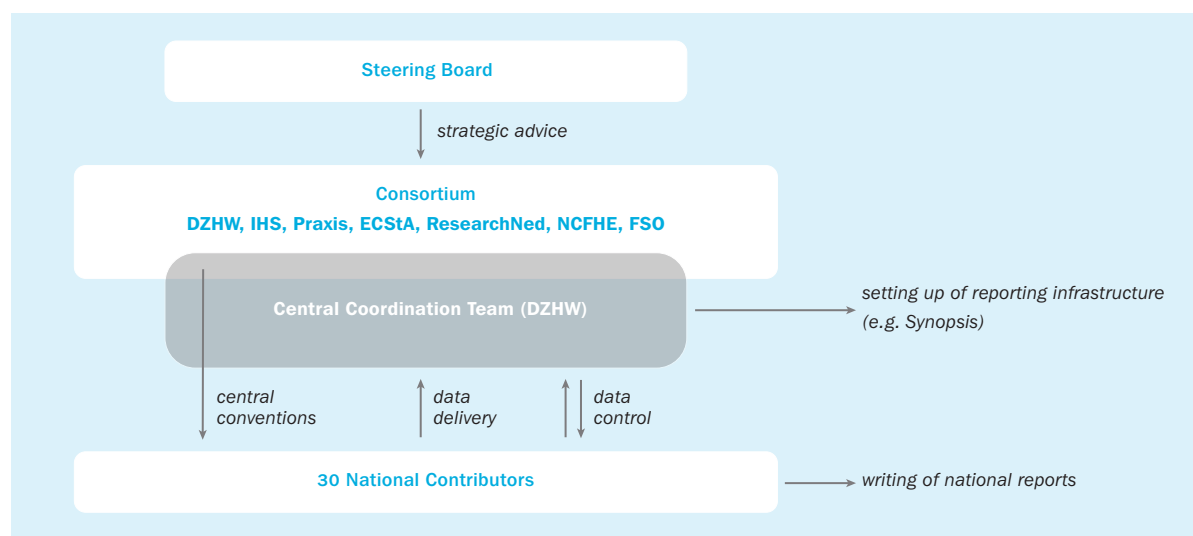 Steering Board
strategic advice
Consortium
DZHW, IHS, Praxis, ECStA, ResearchNed, NCFHE, FSO
Central Coordination Team (DZHW)
setting up of reporting infrastructure
(e.g. Synopsis)
central
conventions
data
delivery
data
control
30 National Contributors
writing of national reports